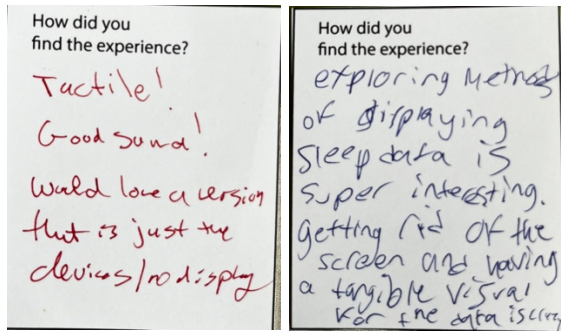 How did you
find the experience?
Tactile!
Good sound!
Would love a version
that is just the
devices/no display
How did you
find the experience?
exploring Methods
of displaying
sleep data is
super interesting.
getting rid of the
screen and having
a tangible visual
for the data is